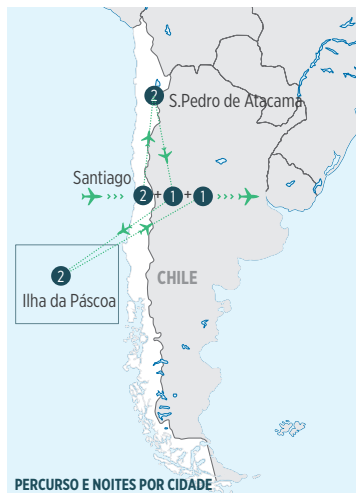 2
S.Pedro de Atacama
Santiago
2 + 1 + 1
2
Ilha da Páscoa
CHILE
PERCURSO E NOITES POR CIDADE